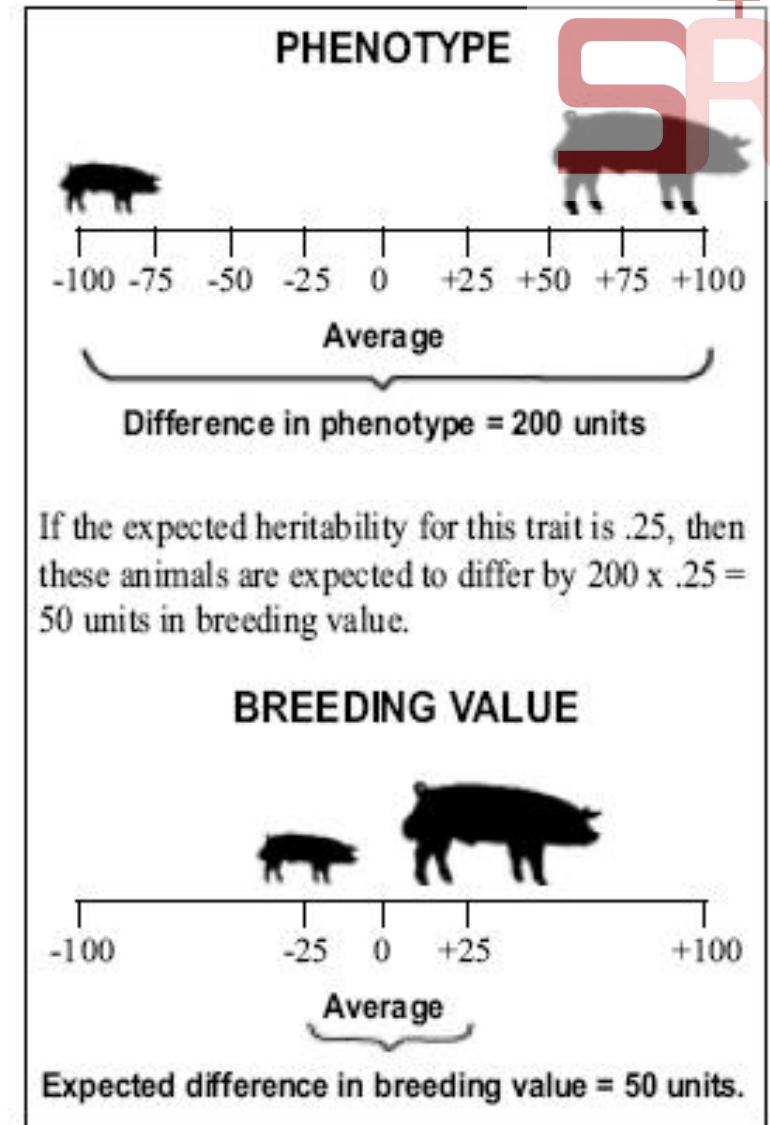 PHENOTYPE
SR
-100 -75 -50 -25 0 +25 +50 +75 +100
Average
Difference in phenotype = 200 units
If the expected heritability for this trait is .25, then
these animals are expected to differ by 200 x .25 =
50 units in breeding value.
BREEDING VALUE
-100 -25 0 +25 +100
Average
Expected difference in breeding value = 50 units.